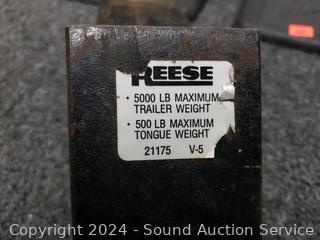 REESE
• 5000 LB MAXIMUM
TRAILER WEIGHT
• 500 LB MAXIMUM
TONGUE WEIGHT
21175 V-5
Copyright © 2024 - Sound Auction Service